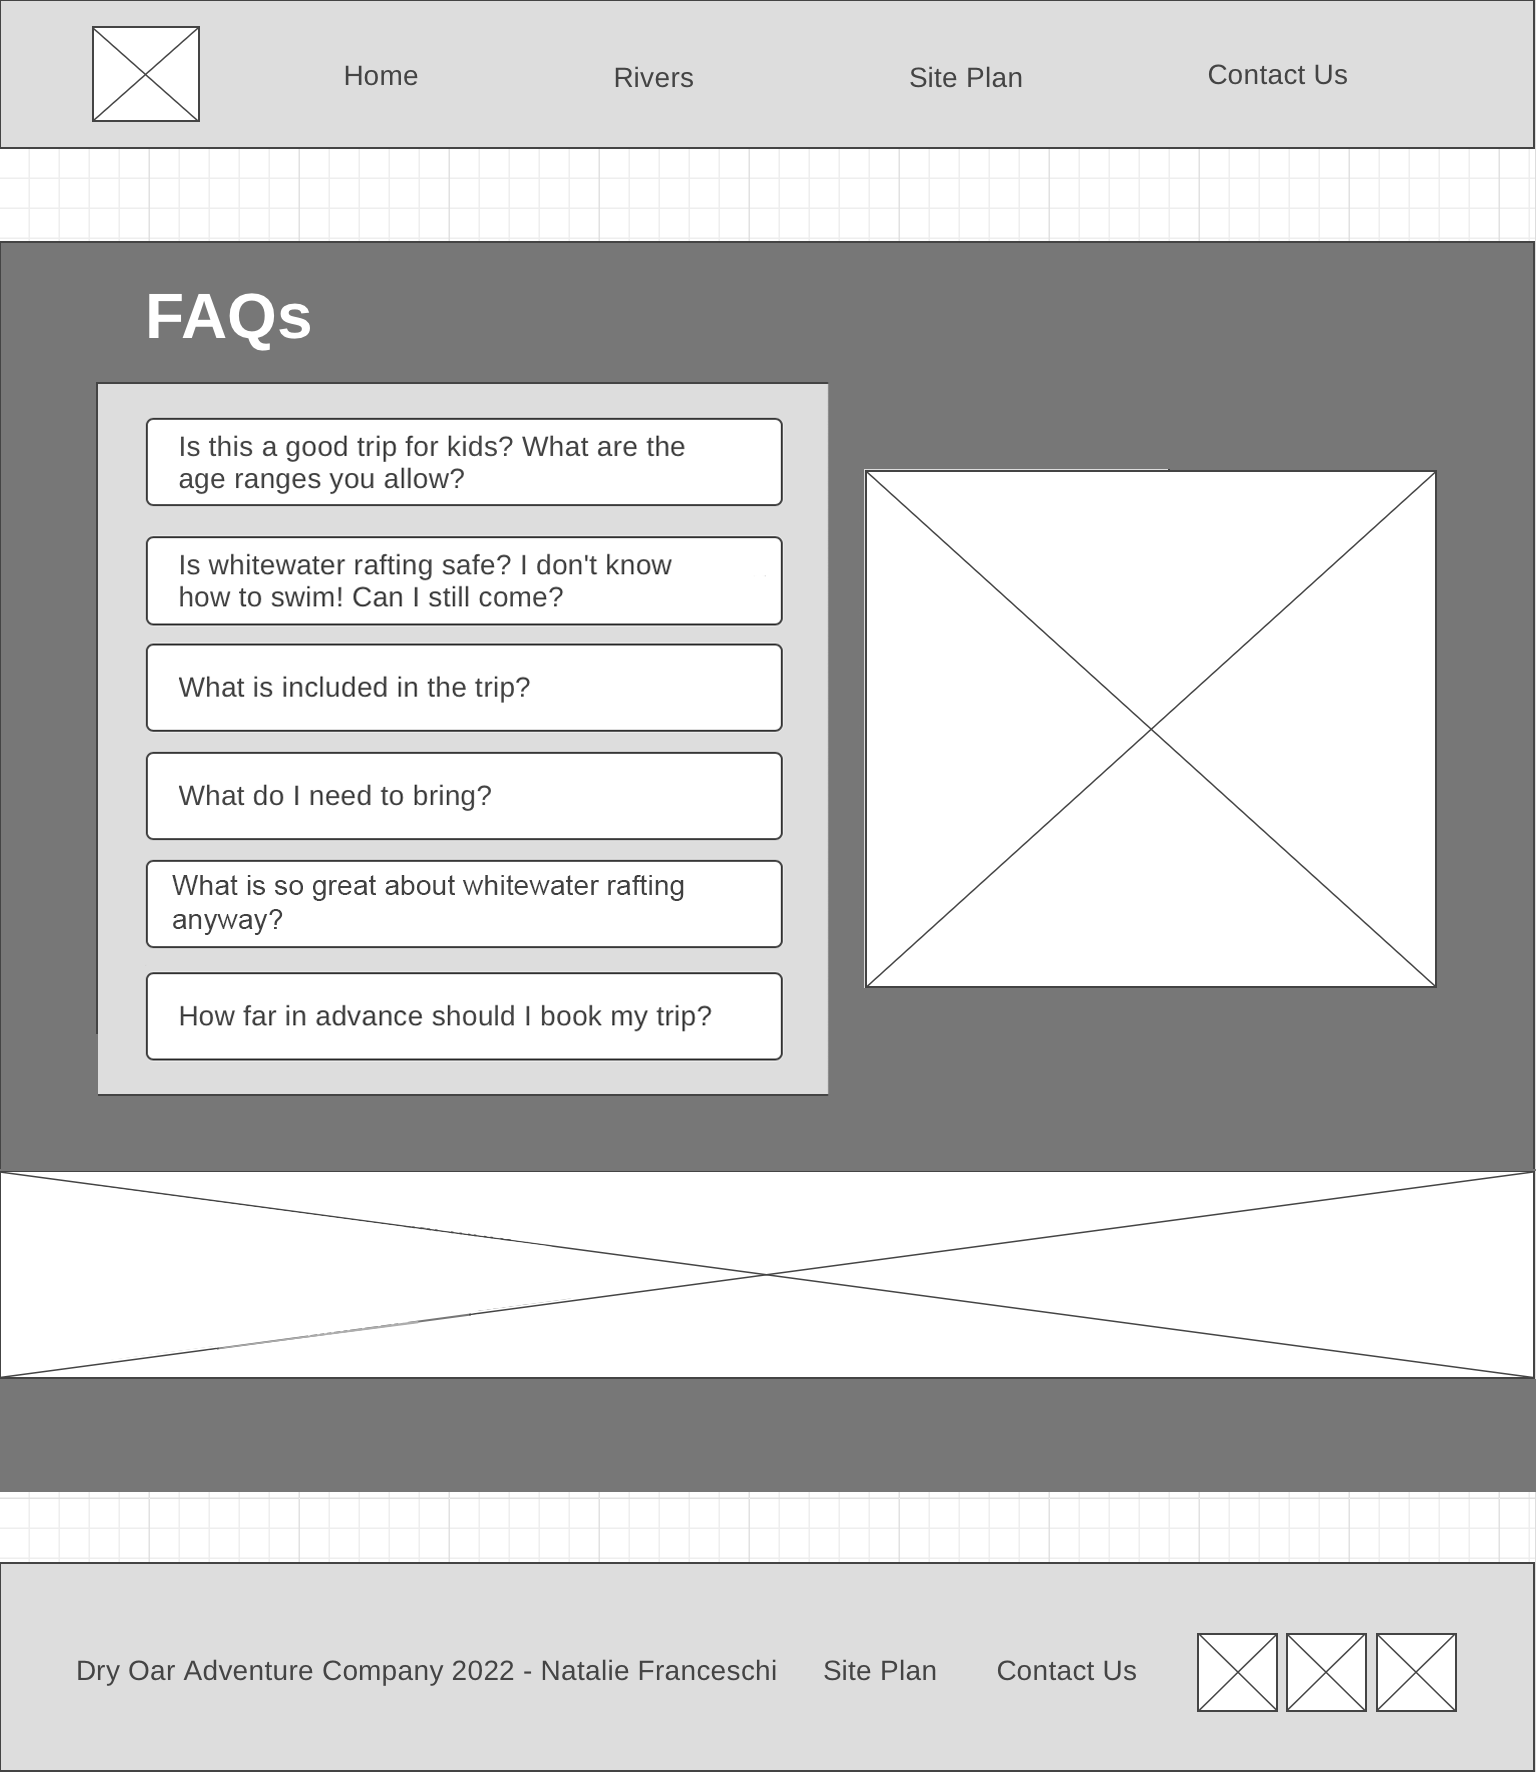 Home
Rivers
Site Plan
Contact Us
FAQs
Is this a good trip for kids? What are the
age ranges you allow?
Is whitewater rafting safe? I don't know
how to swim! Can I still come?
What is included in the trip?
What do I need to bring?
What is so great about whitewater rafting
anyway?
How far in advance should I book my trip?
Dry Oar Adventure Company 2022 - Natalie Franceschi
Site Plan
Contact Us